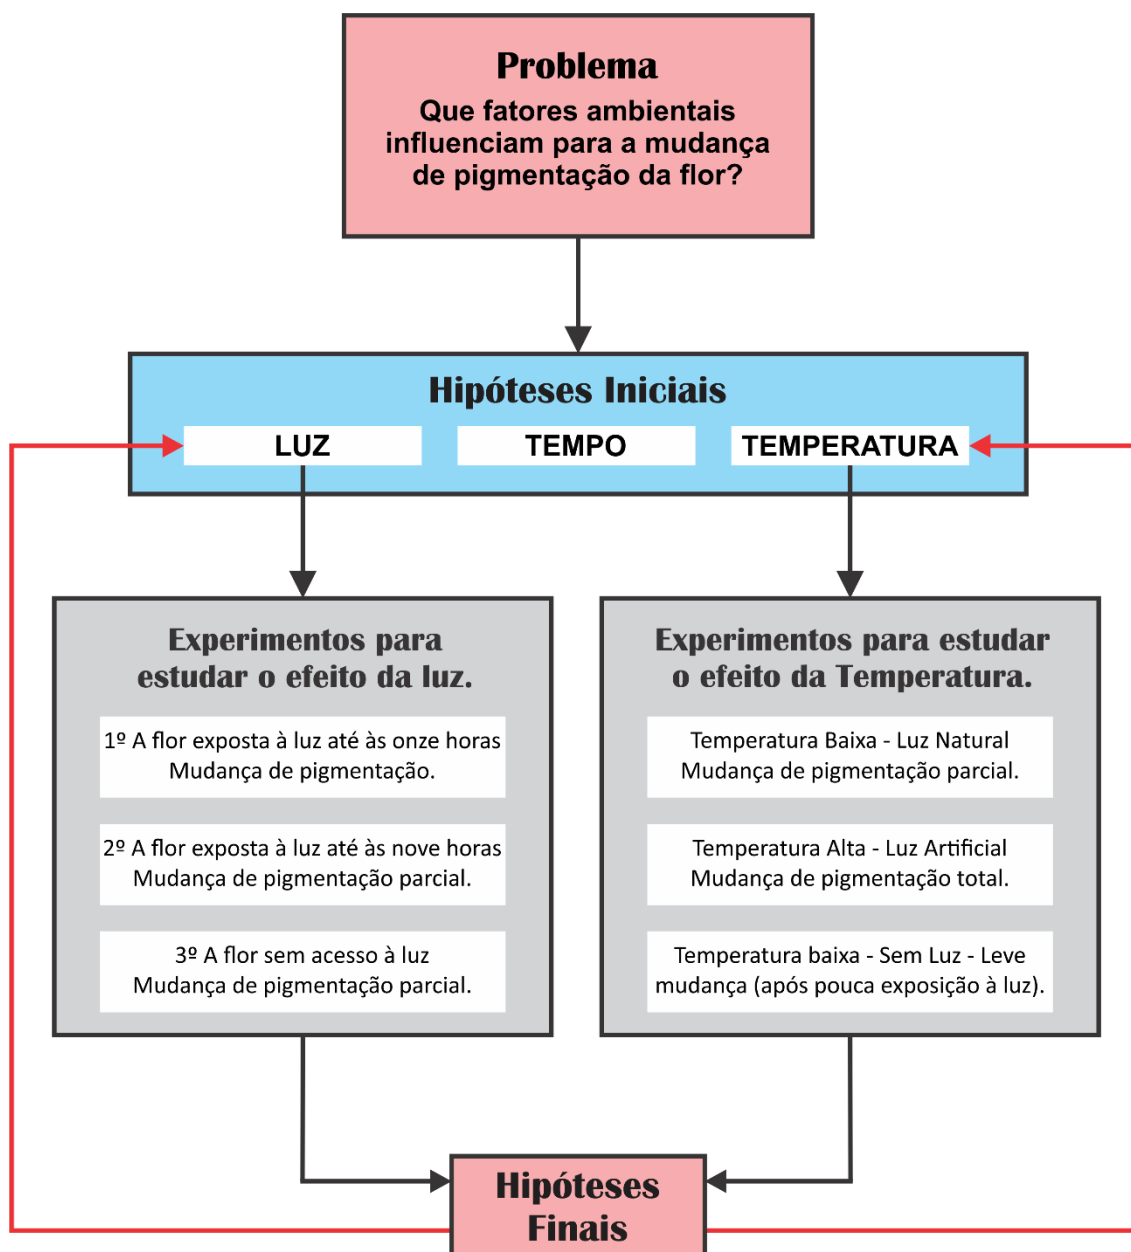 Problema
Que fatores ambientais
influenciam para a mudança
de pigmentação da flor?
Hipóteses Iniciais
LUZ
TEMPO
TEMPERATURA
Experimentos para
estudar o efeito da luz.
1º A flor exposta à luz até às onze horas
Mudança de pigmentação.
2º A flor exposta à luz até às nove horas
Mudança de pigmentação parcial.
3º A flor sem acesso à luz
Mudança de pigmentação parcial.
Experimentos para estudar
o efeito da Temperatura.
Temperatura Baixa - Luz Natural
Mudança de pigmentação parcial.
Temperatura Alta - Luz Artificial
Mudança de pigmentação total.
Temperatura baixa - Sem Luz - Leve
mudança (após pouca exposição à luz).
Hipóteses
Finais